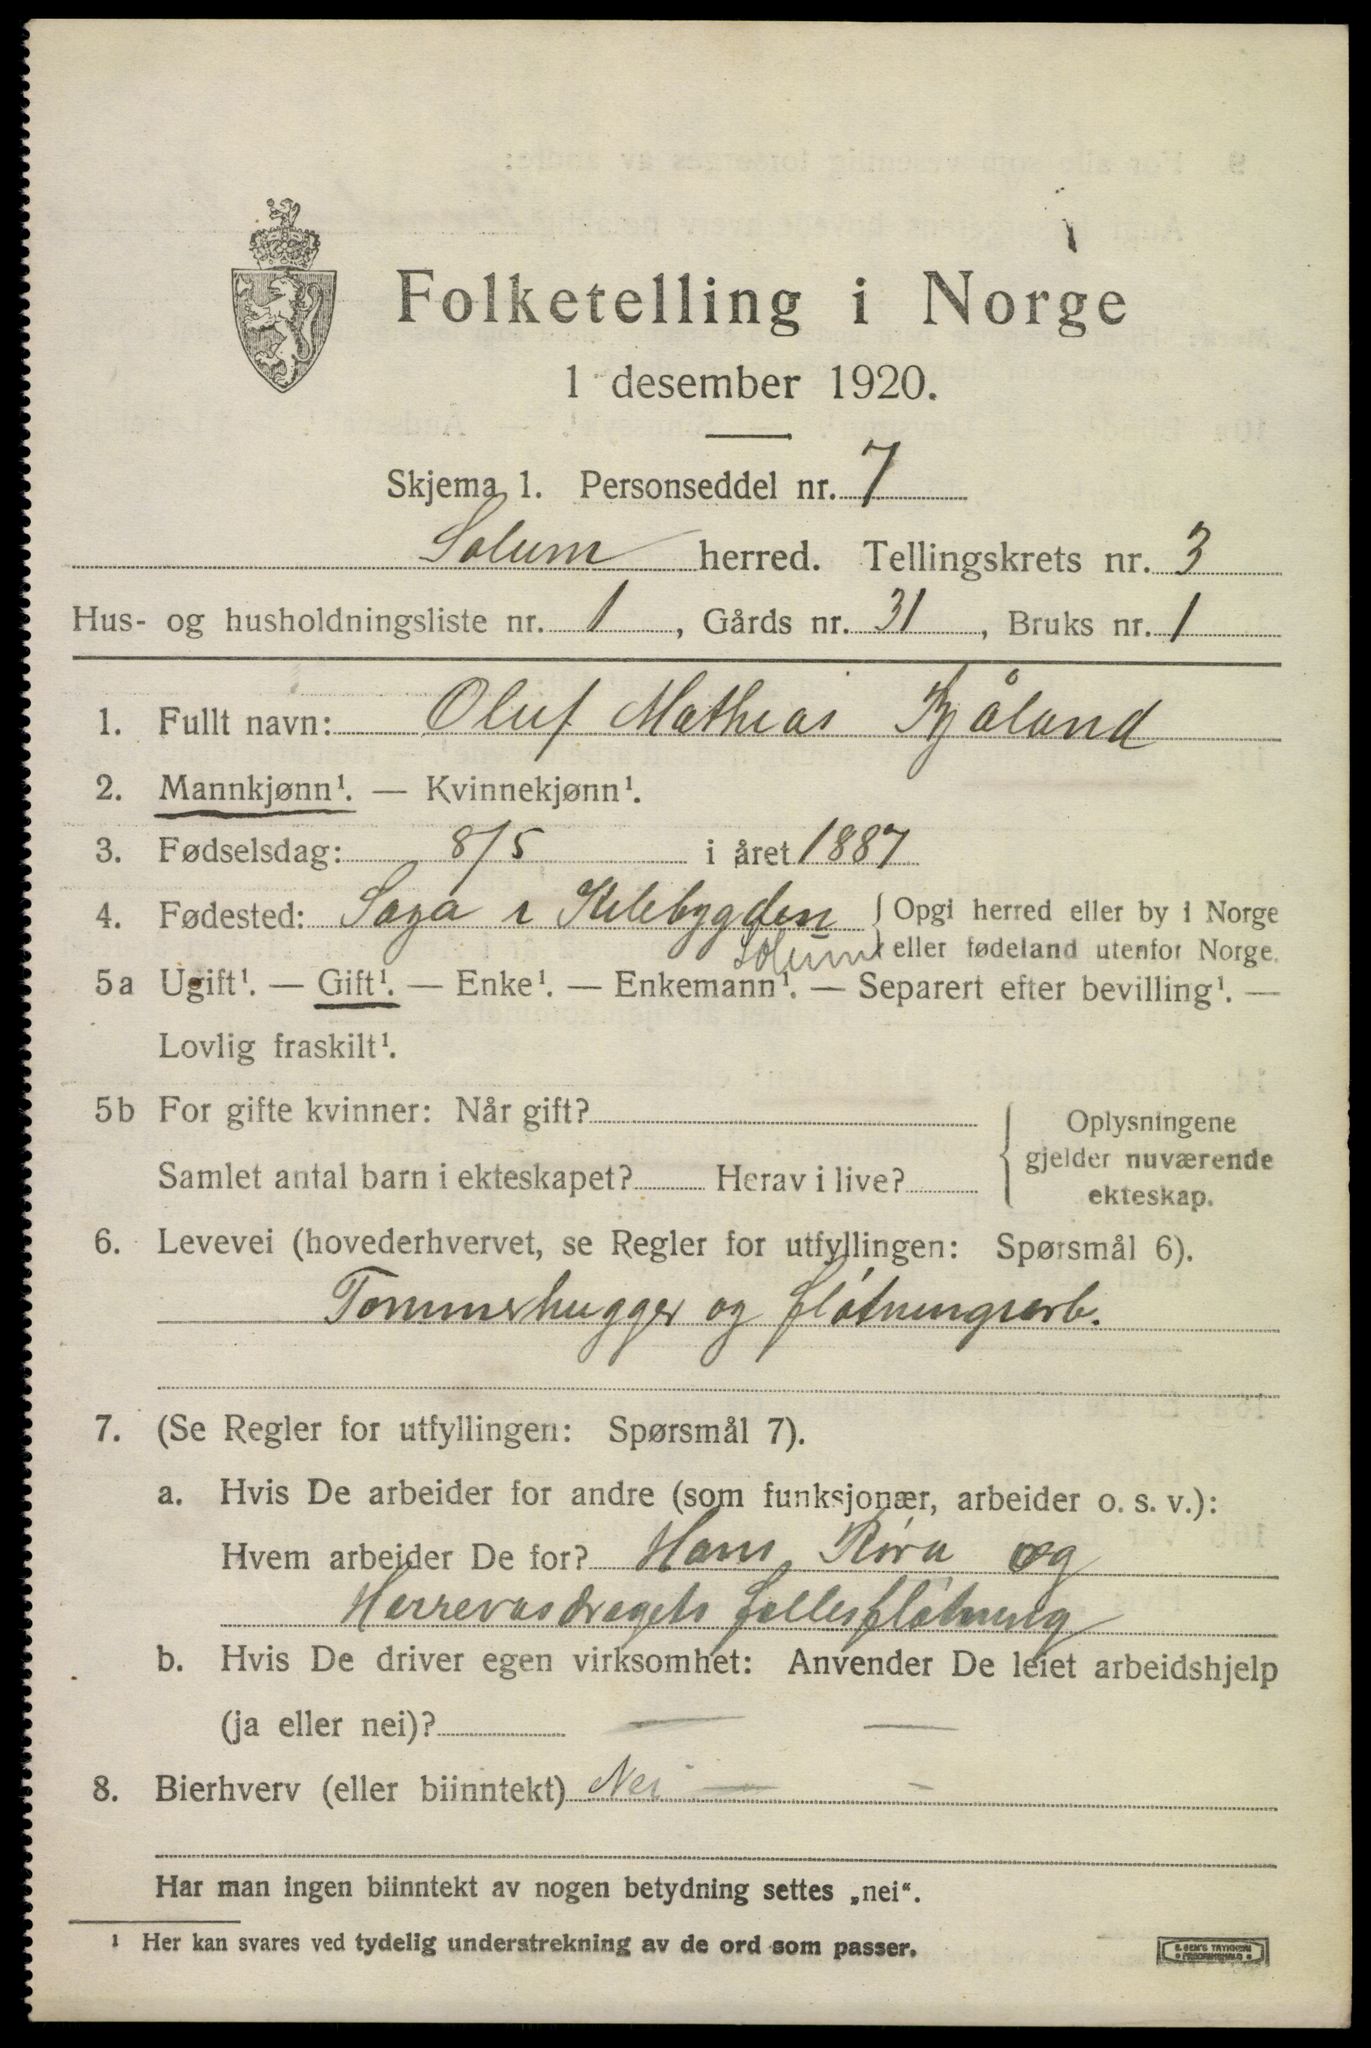 Folketelling i Norge
1 desember 1920.
Skjema 1. Personseddel nr. 7
Solum herred. Tellingskrets nr. 3
Hus- og husholdningsliste nr. 1, Gårds nr. 31, Bruks nr. 1
1. Fullt navn: Oluf Mathias Kjåland
2. Mannkjønn¹. — Kvinnekjønn¹.
3. Fødselsdag: 8/5 i året 1887
4. Fødested: Saga i Kilebygden { Opgi herred eller by i Norge
Solum eller fødeland utenfor Norge.
5a Ugift¹. — Gift¹. — Enke¹. — Enkemann¹. — Separert efter bevilling¹. —
Lovlig fraskilt¹.
5b For gifte kvinner: Når gift?
Samlet antal barn i ekteskapet? Herav i live?
{ Oplysningene
gjelder nuværende
ekteskap.
6. Levevei (hovederhvervet, se Regler for utfyllingen: Spørsmål 6).
Tømmerhugger og fløtningsarb.
7. (Se Regler for utfyllingen: Spørsmål 7).
a. Hvis De arbeider for andre (som funksjonær, arbeider o. s. v.):
Hvem arbeider De for? Hans Røra og
Herrevasdragets fellesfløtning
b. Hvis De driver egen virksomhet: Anvender De leiet arbeidshjelp
(ja eller nei)? — —
8. Bierhverv (eller biinntekt) Nei — –
Har man ingen biinntekt av nogen betydning settes „nei“.
¹ Her kan svares ved tydelig understrekning av de ord som passer.